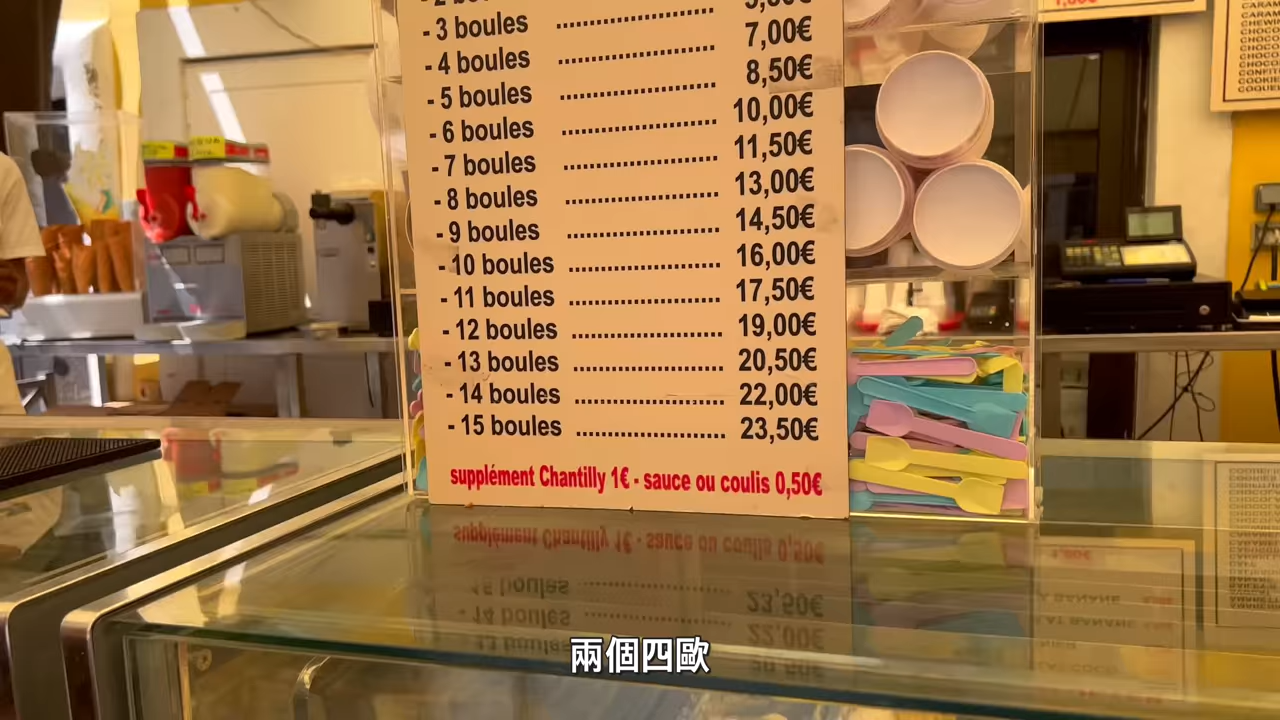 - 3 boules ........................
- 4 boules ........................ 7,00€
- 5 boules ........................ 8,50€
- 6 boules ........................ 10,00€
- 7 boules ........................ 11,50€
- 8 boules ........................ 13,00€
- 9 boules ........................ 14,50€
- 10 boules ........................ 16,00€
- 11 boules ........................ 17,50€
- 12 boules ........................ 19,00€
- 13 boules ........................ 20,50€
- 14 boules ........................ 22,00€
- 15 boules ........................ 23,50€
supplément Chantilly 1€ - sauce ou coulis 0,50€
兩個四歐